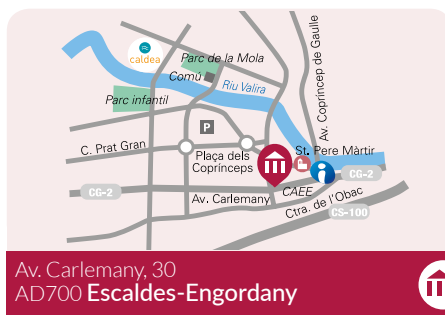 Av. Copríncep de Gaulle
caldea
Parc de la Mola
Comú
Riu Valira
Parc infantil
P
C. Prat Gran
Plaça dels
Coprínceps
St. Pere Màrtir
i
CG-2
CG-2
CAEE
Av. Carlemany
Ctra. de l'Obac
CS-100
Av. Carlemany, 30
AD700 Escaldes-Engordany